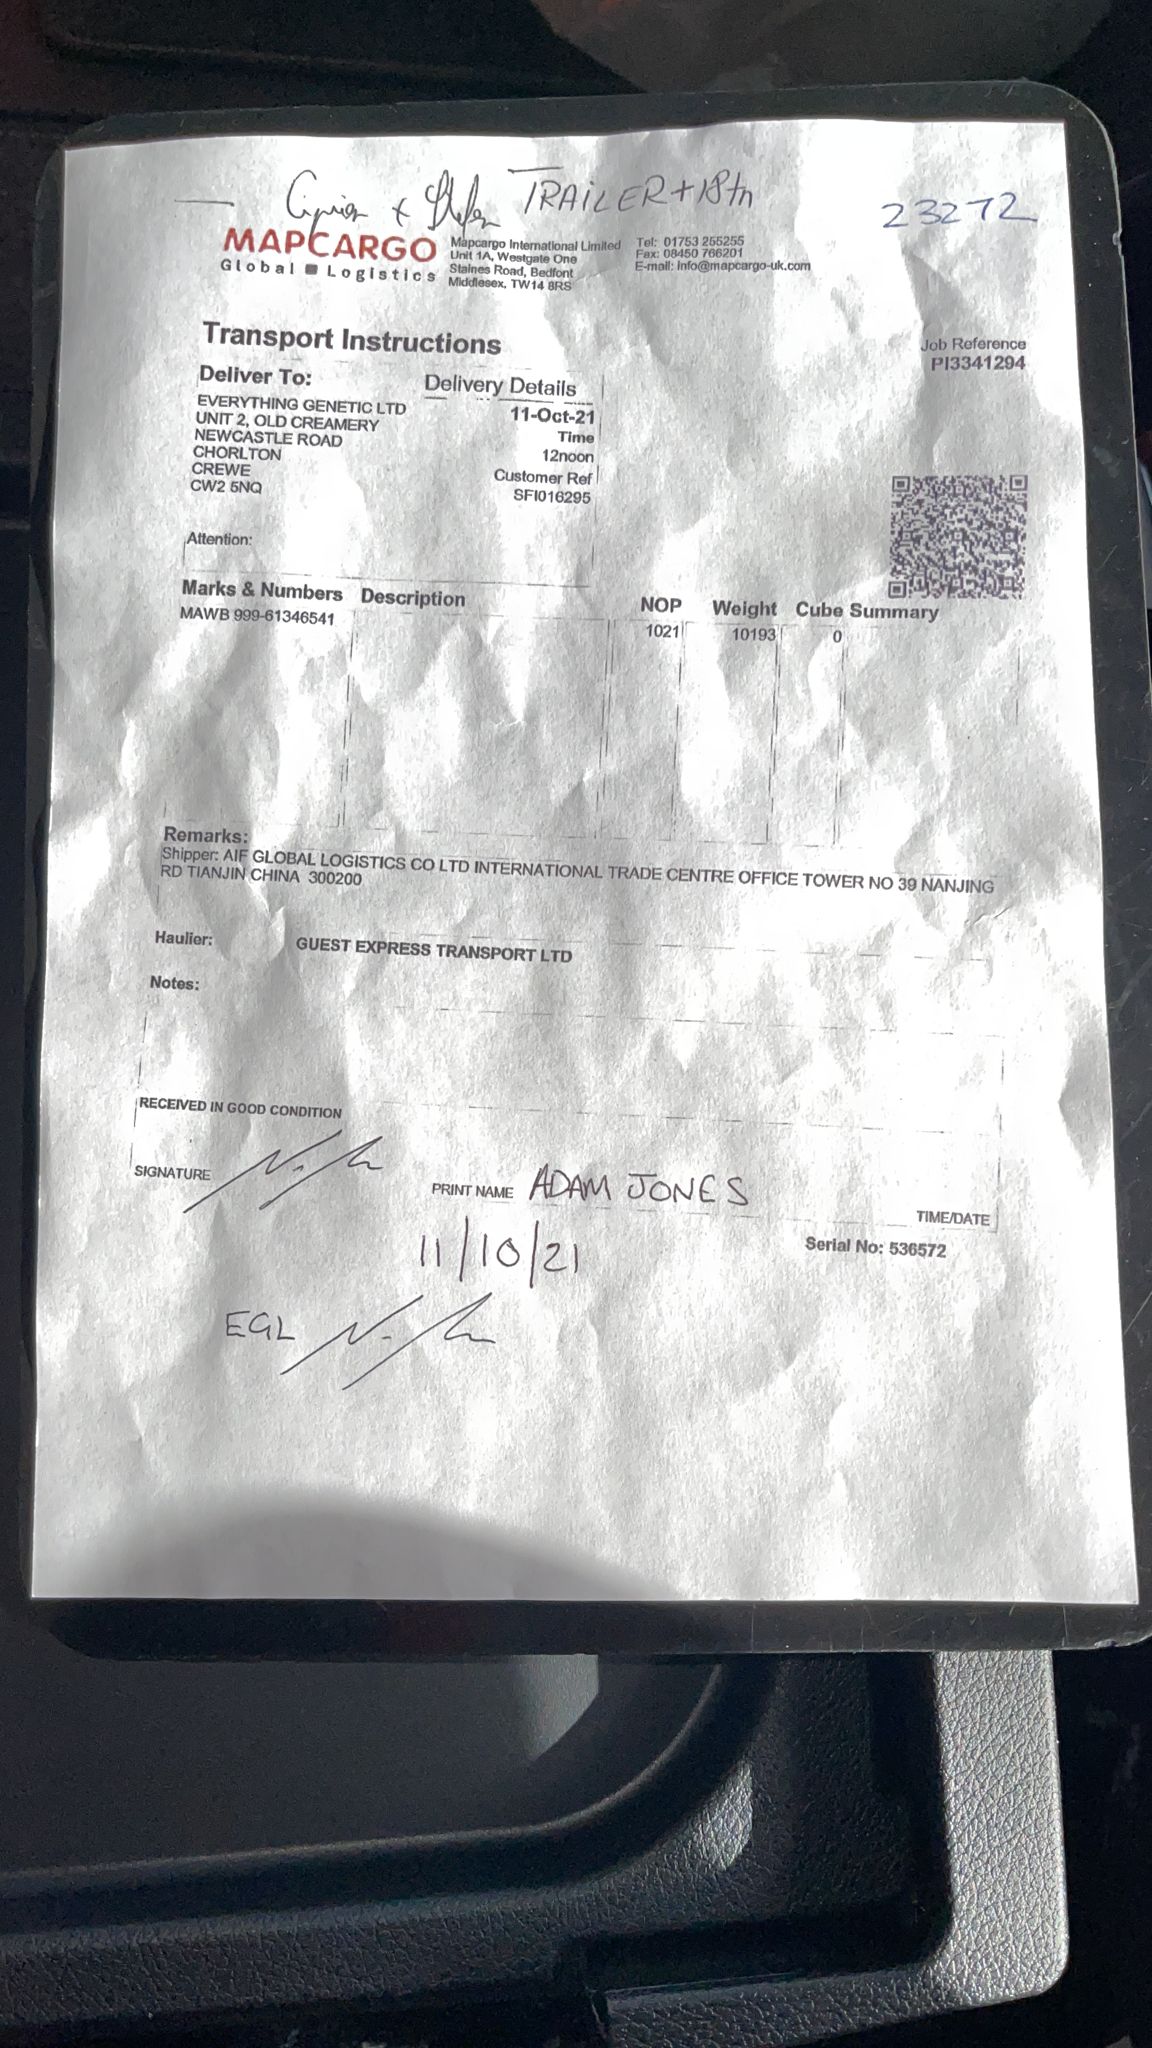 Ciprian + Stefan TRAILER + 18tn
23272
MAPCARGO
Global Logistics
Mapcargo International Limited
Unit 1A, Westgate One
Staines Road, Bedfont
Middlesex, TW14 8RS
Tel: 01753 255255
Fax: 08450 766201
E-mail: info@mapcargo-uk.com
Transport Instructions
Job Reference
PI3341294
Deliver To:
EVERYTHING GENETIC LTD
UNIT 2, OLD CREAMERY
NEWCASTLE ROAD
CHORLTON
CREWE
CW2 5NQ
Delivery Details
11-Oct-21
Time
12noon
Customer Ref
SFI016295
Attention:
Marks & Numbers Description NOP Weight Cube Summary
MAWB 999-61346541 1021 10193 0
Remarks:
Shipper: AIF GLOBAL LOGISTICS CO LTD INTERNATIONAL TRADE CENTRE OFFICE TOWER NO 39 NANJING
RD TIANJIN CHINA 300200
Haulier: GUEST EXPRESS TRANSPORT LTD
Notes:
RECEIVED IN GOOD CONDITION
SIGNATURE
PRINT NAME ADAM JONES
TIME/DATE
11/10/21
Serial No: 536572
EGL